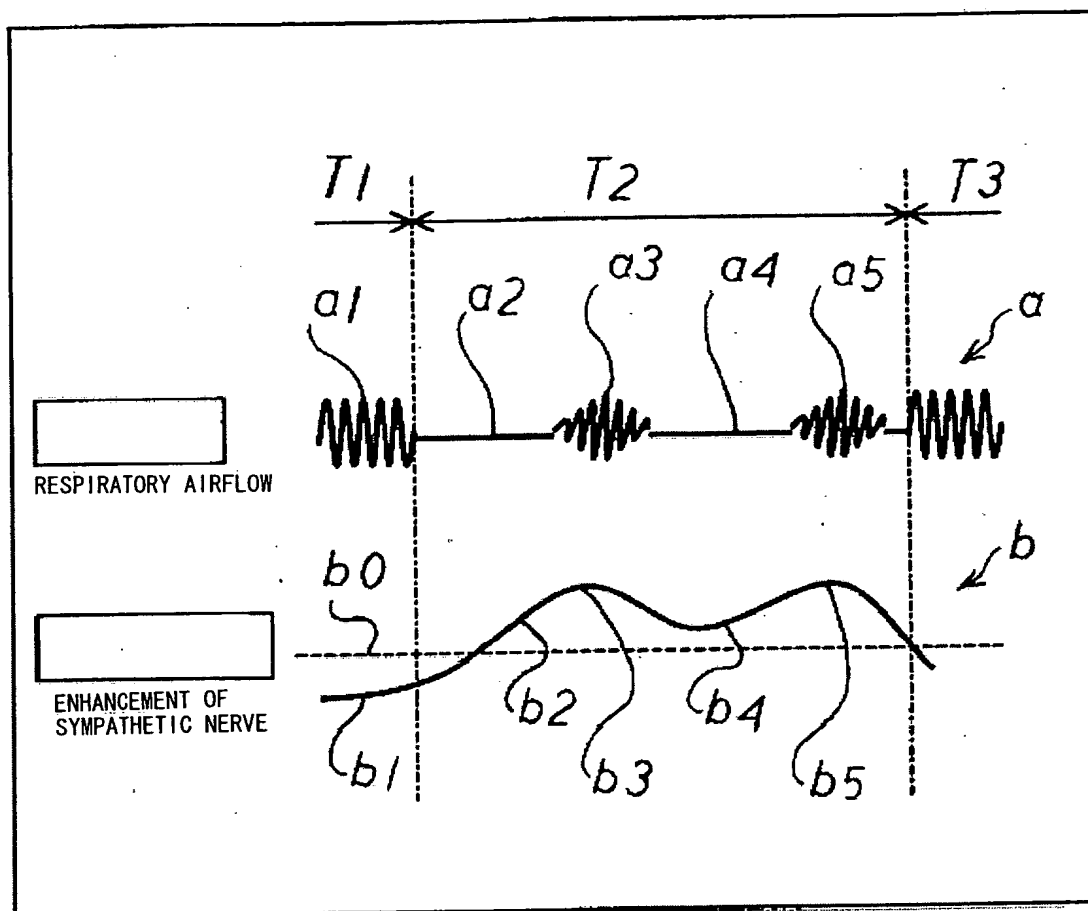 T1 T2 T3
a1 a2 a3 a4 a5 a
RESPIRATORY AIRFLOW
b0 b
ENHANCEMENT OF
SYMPATHETIC NERVE
b1 b2 b3 b4 b5